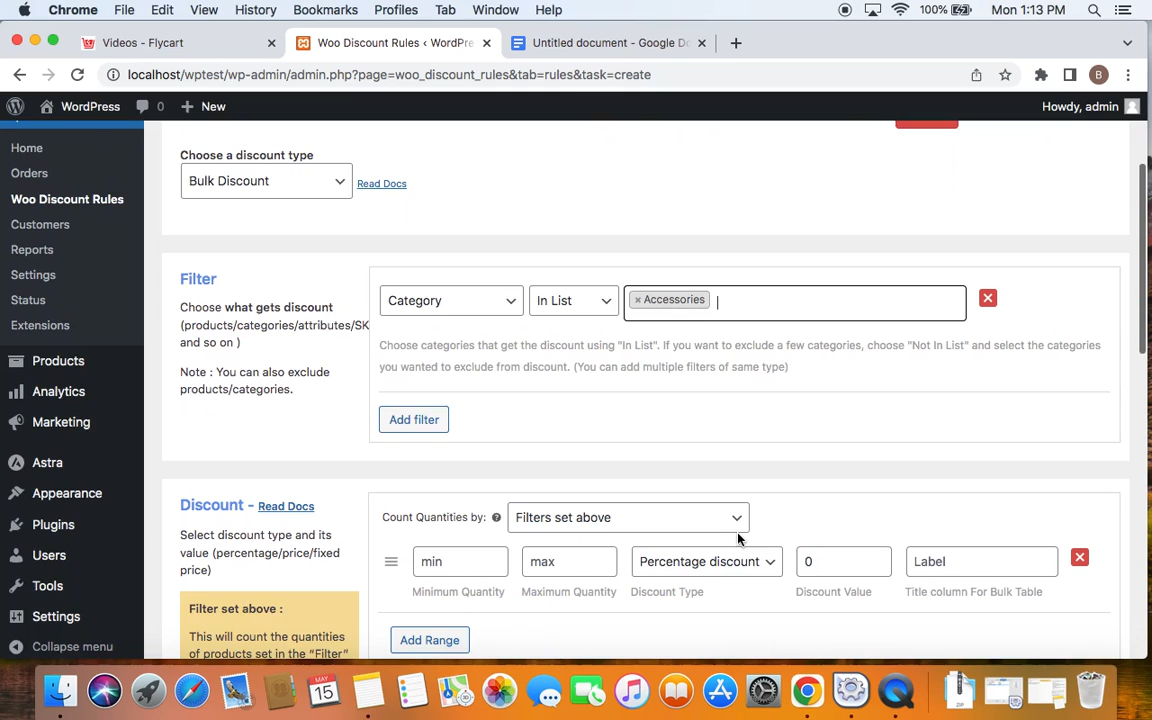 Chrome File Edit View History Bookmarks Profiles Tab Window Help 100% Mon 1:13 PM
Videos - Flycart × Woo Discount Rules ‹ WordPre × Untitled document - Google Do × +
localhost/wptest/wp-admin/admin.php?page=woo_discount_rules&tab=rules&task=create B
WordPress 0 + New Howdy, admin
Home
Orders
Woo Discount Rules
Customers
Reports
Settings
Status
Extensions
Products
Analytics
Marketing
Astra
Appearance
Plugins
Users
Tools
Settings
Collapse menu
Choose a discount type
Bulk Discount Read Docs
Filter
Choose what gets discount
(products/categories/attributes/SK
and so on )
Note : You can also exclude
products/categories.
Category In List × Accessories
Choose categories that get the discount using "In List". If you want to exclude a few categories, choose "Not In List" and select the categories
you wanted to exclude from discount. (You can add multiple filters of same type)
Add filter
Discount - Read Docs
Select discount type and its
value (percentage/price/fixed
price)
Filter set above :
This will count the quantities
of products set in the “Filter”
Count Quantities by: Filters set above
min max Percentage discount 0 Label
Minimum Quantity Maximum Quantity Discount Type Discount Value Title column For Bulk Table
Add Range
MAY
15
ZIP